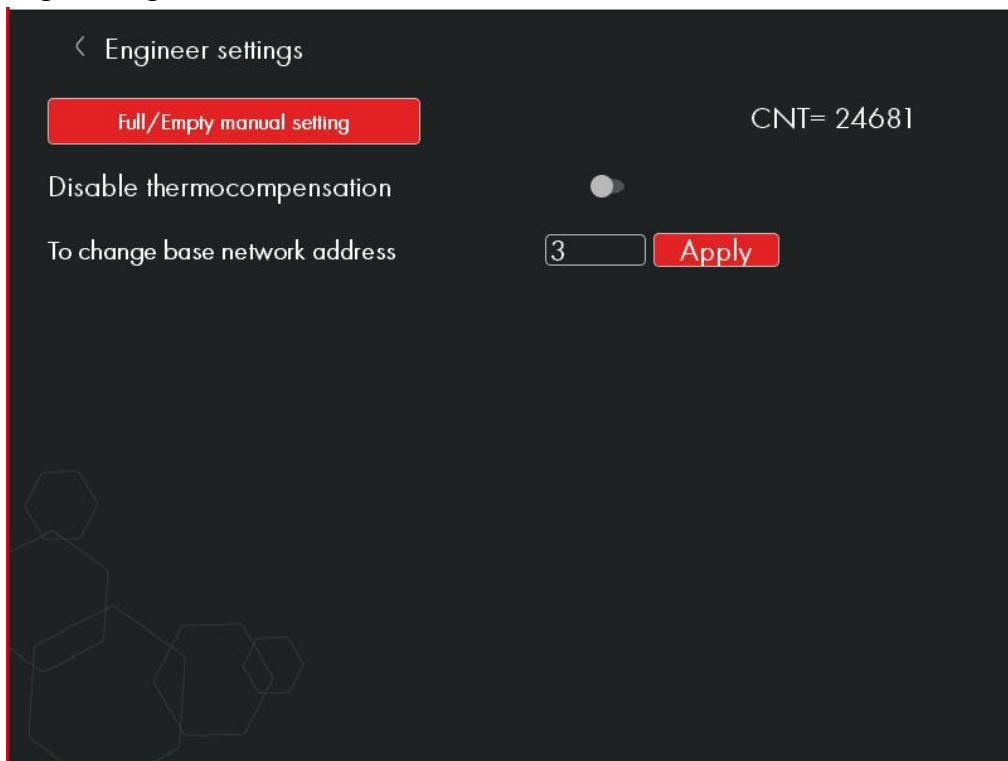 Engineer settings
Full/Empty manual setting
CNT= 24681
Disable thermocompensation
To change base network address
3
Apply